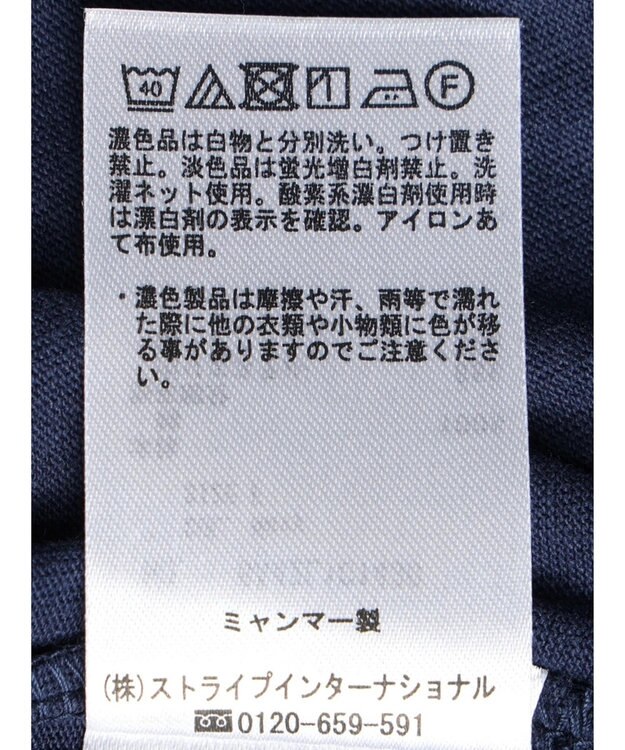 40 F
濃色品は白物と分別洗い。つけ置き
禁止。淡色品は蛍光増白剤禁止。洗
濯ネット使用。酸素系漂白剤使用時
は漂白剤の表示を確認。アイロンあ
て布使用。
・濃色製品は摩擦や汗、雨等で濡れ
た際に他の衣類や小物類に色が移
る事がありますのでご注意くださ
い。
ミャンマー製
(株)ストライプインターナショナル
0120-659-591